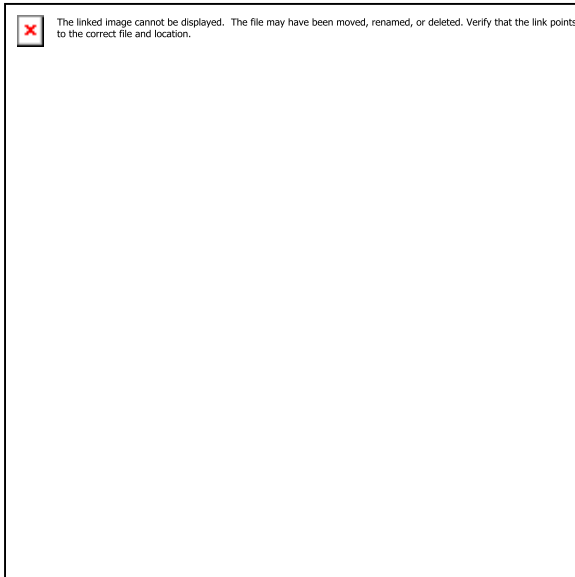 The linked image cannot be displayed.  The file may have been moved, renamed, or deleted. Verify that the link points
to the correct file and location.